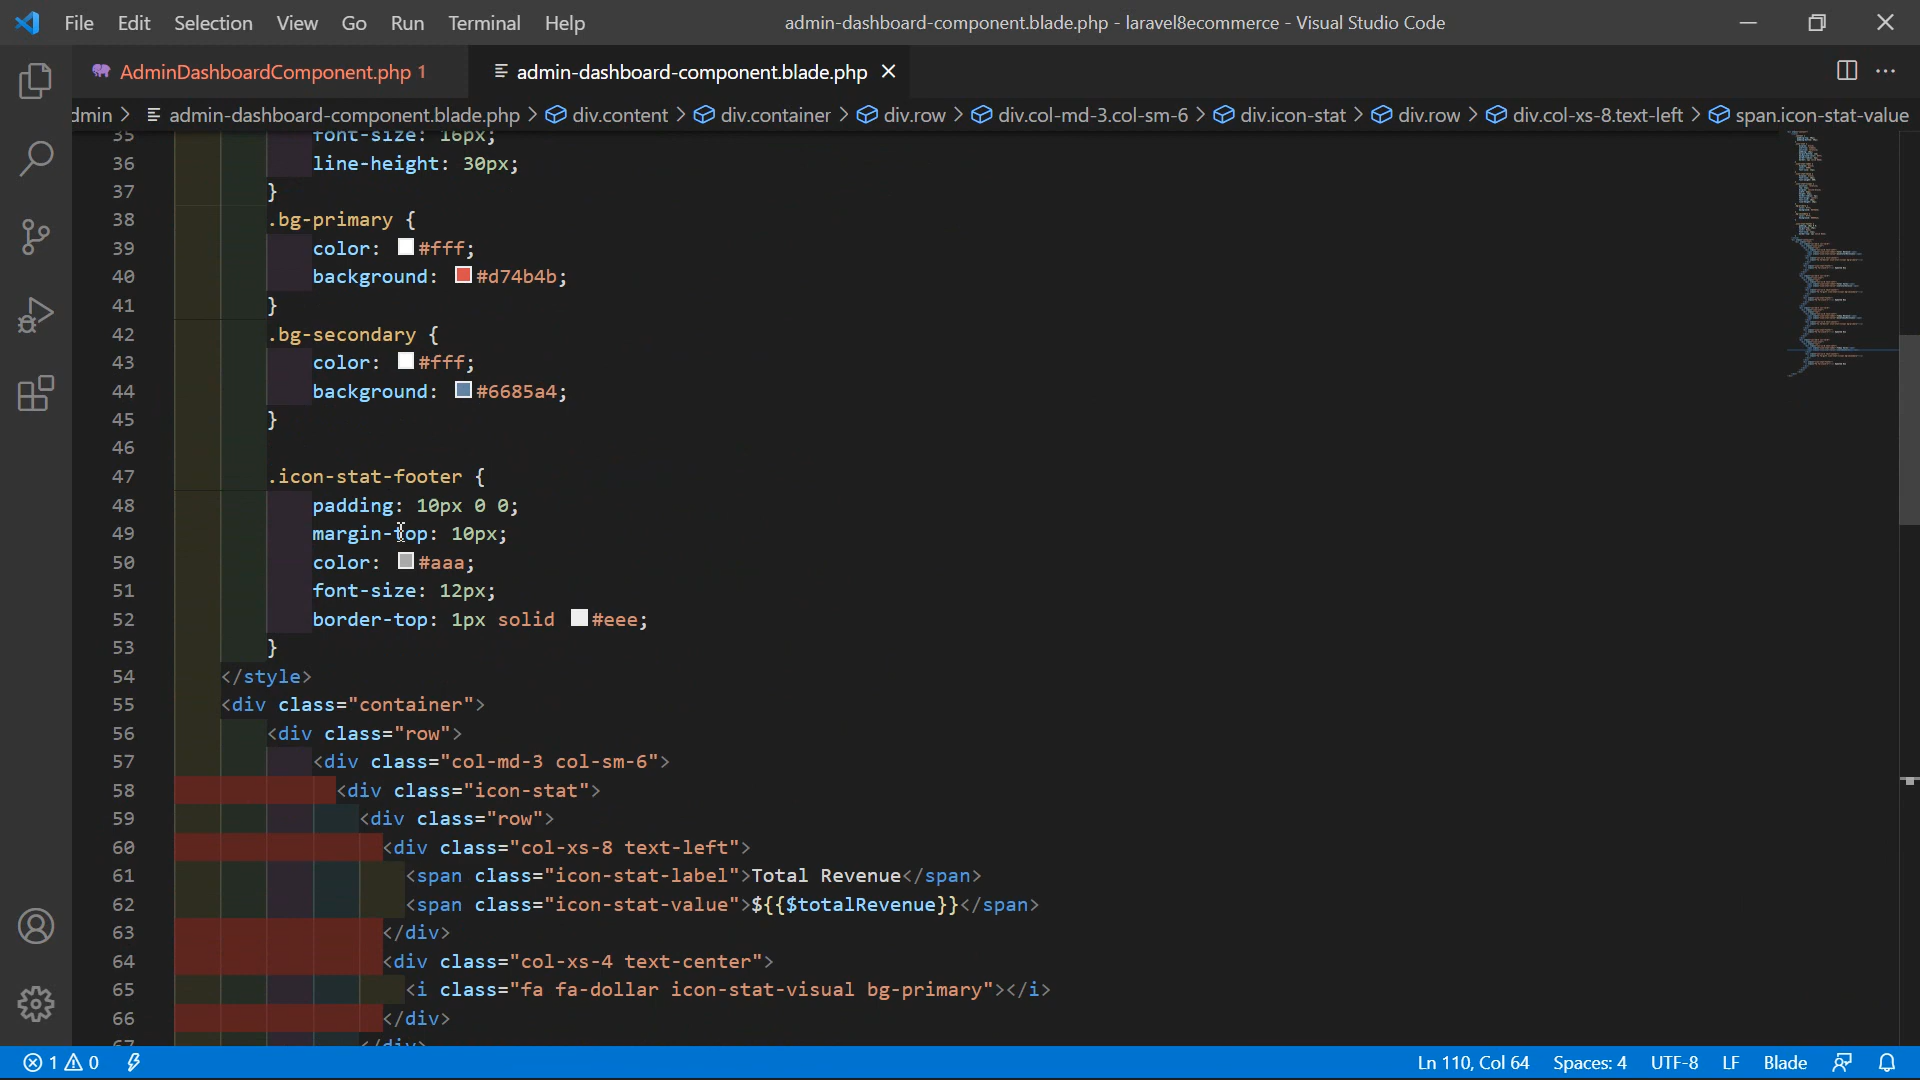 File Edit Selection View Go Run Terminal Help admin-dashboard-component.blade.php - laravel8ecommerce - Visual Studio Code
AdminDashboardComponent.php 1 admin-dashboard-component.blade.php
dmin > admin-dashboard-component.blade.php > div.content > div.container > div.row > div.col-md-3.col-sm-6 > div.icon-stat > div.row > div.col-xs-8.text-left > span.icon-stat-value
35 font-size: 16px;
36 line-height: 30px;
37 }
38 .bg-primary {
39 color: #fff;
40 background: #d74b4b;
41 }
42 .bg-secondary {
43 color: #fff;
44 background: #6685a4;
45 }
46
47 .icon-stat-footer {
48 padding: 10px 0 0;
49 margin-top: 10px;
50 color: #aaa;
51 font-size: 12px;
52 border-top: 1px solid #eee;
53 }
54 </style>
55 <div class="container">
56 <div class="row">
57 <div class="col-md-3 col-sm-6">
58 <div class="icon-stat">
59 <div class="row">
60 <div class="col-xs-8 text-left">
61 <span class="icon-stat-label">Total Revenue</span>
62 <span class="icon-stat-value">${{$totalRevenue}}</span>
63 </div>
64 <div class="col-xs-4 text-center">
65 <i class="fa fa-dollar icon-stat-visual bg-primary"></i>
66 </div>
67 </div>
1 0 Ln 110, Col 64 Spaces: 4 UTF-8 LF Blade